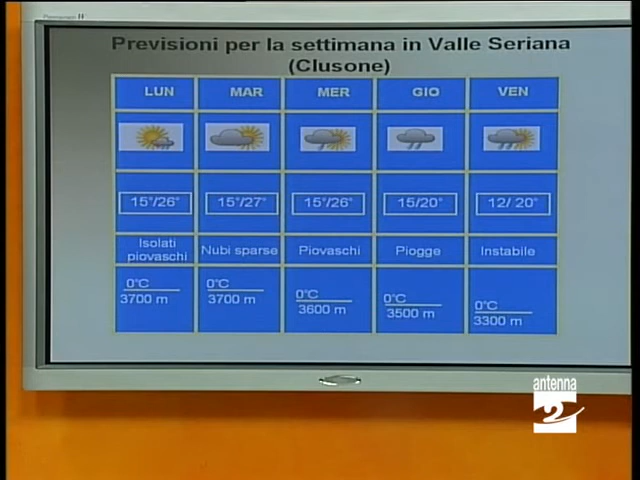 Previsioni per la settimana in Valle Seriana
(Clusone)
LUN MAR MER GIO VEN
15°/26° 15°/27° 15°/26° 15/20° 12/ 20°
Isolati piovaschi Nubi sparse Piovaschi Piogge Instabile
0°C 0°C 0°C 0°C 0°C
3700 m 3700 m 3600 m 3500 m 3300 m
antenna
2